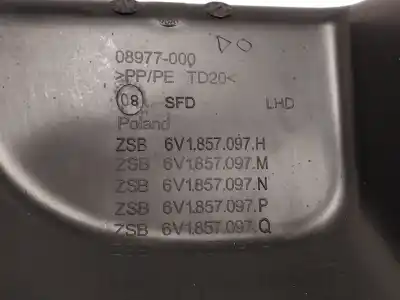 08977-000
>PP/PE TD20<
08 SFD LHD
Poland
ZSB 6V1.857.097.H
ZSB 6V1.857.097.M
ZSB 6V1.857.097.N
ZSB 6V1.857.097.P
ZSB 6V1.857.097.Q